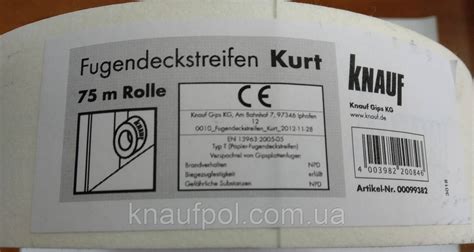 Fugendeckstreifen Kurt
75 m Rolle
CE
Knauf Gips KG, Am Bahnhof 7, 97346 Iphofen
12
0010_Fugendeckstreifen_Kurt_2012-11-28
EN 13963:2005-05
Typ T (Papier-Fugendeckstreifen)
Verspachtel von Gipsplattenfugen
Brandverhalten NPD
Biegezugfestigkeit erfüllt
Gefährliche Substanzen NPD
KNAUF
Knauf Gips KG
www.knauf.de
4 003982 200846
3018
Artikel-Nr. 00099382
knaufpol.com.ua